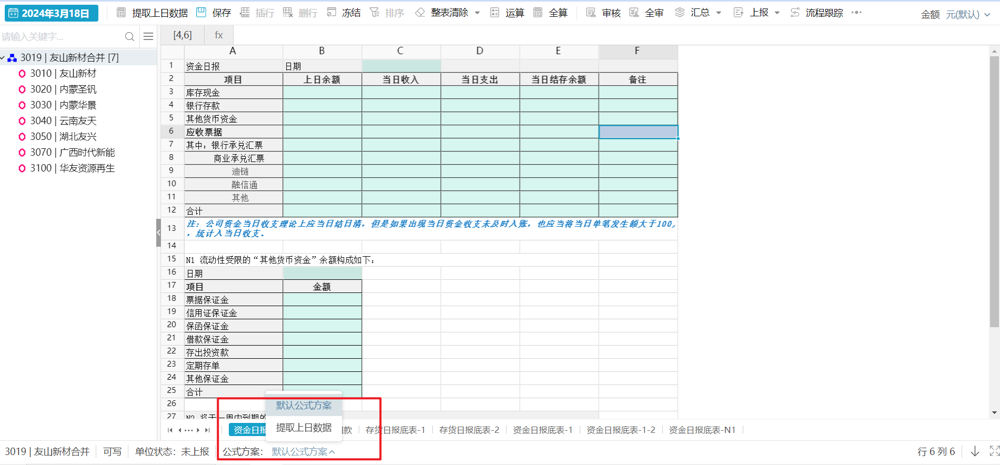 2024年3月18日 提取上日数据 保存 插行 删行 冻结 排序 整表清除 运算 全算 审核 全审 汇总 上报 流程跟踪 金额 元(默认)
请输入关键字... [4,6] fx
3019 | 友山新材合并 [7]
3010 | 友山新材
3020 | 内蒙圣钒
3030 | 内蒙华景
3040 | 云南友天
3050 | 湖北友兴
3070 | 广西时代新能
3100 | 华友资源再生
A B C D E F
1 资金日报 日期
2 项目 上日余额 当日收入 当日支出 当日结存余额 备注
3 库存现金
4 银行存款
5 其他货币资金
6 应收票据
7 其中：银行承兑汇票
8 商业承兑汇票
9 迪链
10 融信通
11 其他
12 合计
13 注：公司资金当日收支理论上应当日结日清，但是如果出现当日资金收支未及时入账，也应当将当日单笔发生额大于100,
，统计入当日收支。
14
15 N1 流动性受限的“其他货币资金”余额构成如下：
16 日期
17 项目 金额
18 票据保证金
19 信用证保证金
20 保函保证金
21 借款保证金
22 存出投资款
23 定期存单
24 其他保证金
25 合计
26
27 N2 将于一周内到期的
默认公式方案
提取上日数据
资金日报 款 存货日报底表-1 存货日报底表-2 资金日报底表-1 资金日报底表-1-2 资金日报底表-N1
3019 | 友山新材合并 可写 单位状态：未上报 公式方案： 默认公式方案 行 6 列 6